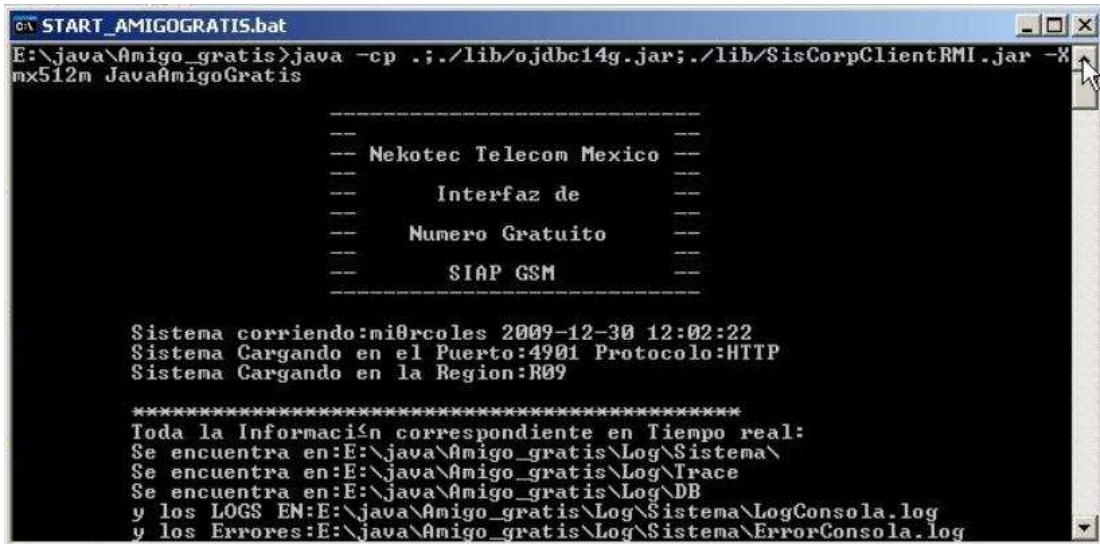 START_AMIGOGRATIS.bat
E:\java\Amigo_gratis>java -cp .;./lib/ojdbc14g.jar;./lib/SisCorpClientRMI.jar -X
mx512m JavaAmigoGratis
----------------------------
--                        --
-- Nekotec Telecom Mexico --
--                        --
--      Interfaz de       --
--                        --
--    Numero Gratuito     --
--                        --
--       SIAP GSM         --
----------------------------
Sistema corriendo:miθrcoles 2009-12-30 12:02:22
Sistema Cargando en el Puerto:4901 Protocolo:HTTP
Sistema Cargando en la Region:R09
**********************************************
Toda la Informaci≤n correspondiente en Tiempo real:
Se encuentra en:E:\java\Amigo_gratis\Log\Sistema\
Se encuentra en:E:\java\Amigo_gratis\Log\Trace
Se encuentra en:E:\java\Amigo_gratis\Log\DB
y los LOGS EN:E:\java\Amigo_gratis\Log\Sistema\LogConsola.log
y los Errores:E:\java\Amigo_gratis\Log\Sistema\ErrorConsola.log